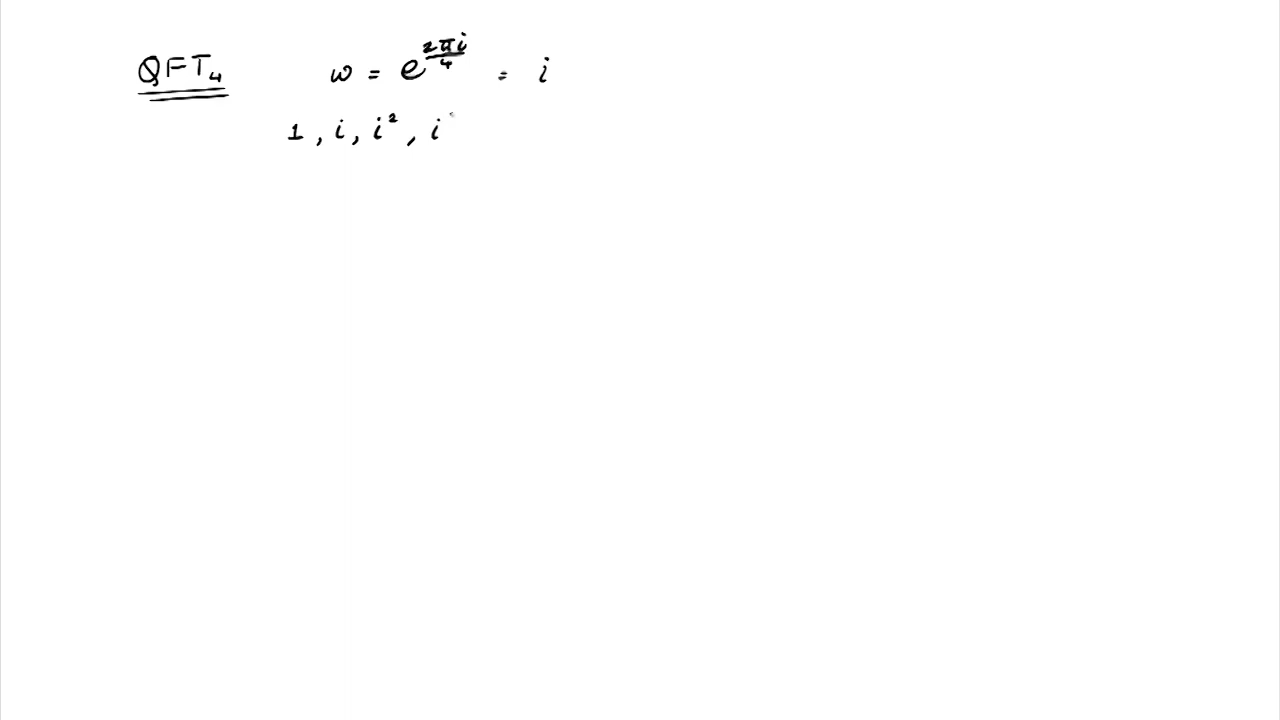 QFT₄ ω = e^(2πi/4) = i
1, i, i², i